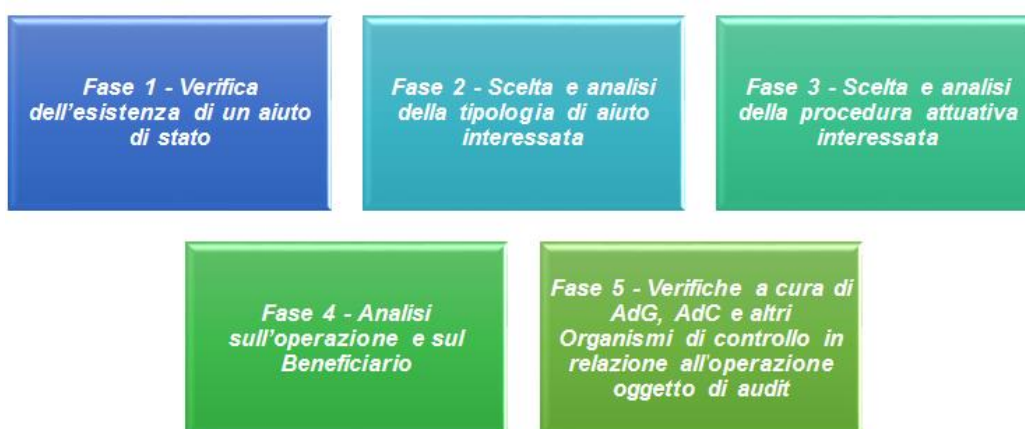 Fase 1 - Verifica
dell'esistenza di un aiuto
di stato
Fase 2 - Scelta e analisi
della tipologia di aiuto
interessata
Fase 3 - Scelta e analisi
della procedura attuativa
interessata
Fase 4 - Analisi
sull'operazione e sul
Beneficiario
Fase 5 - Verifiche a cura di
AdG, AdC e altri
Organismi di controllo in
relazione all'operazione
oggetto di audit